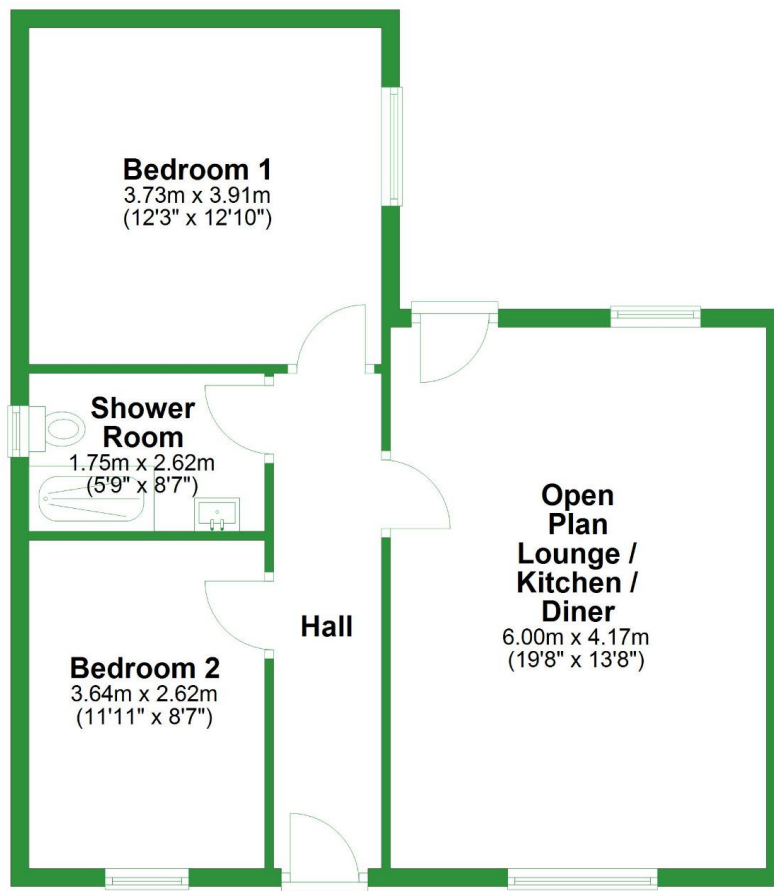 Bedroom 1
3.73m x 3.91m
(12'3" x 12'10")
Shower
Room
1.75m x 2.62m
(5'9" x 8'7")
Open
Plan
Lounge /
Kitchen /
Diner
6.00m x 4.17m
(19'8" x 13'8")
Hall
Bedroom 2
3.64m x 2.62m
(11'11" x 8'7")